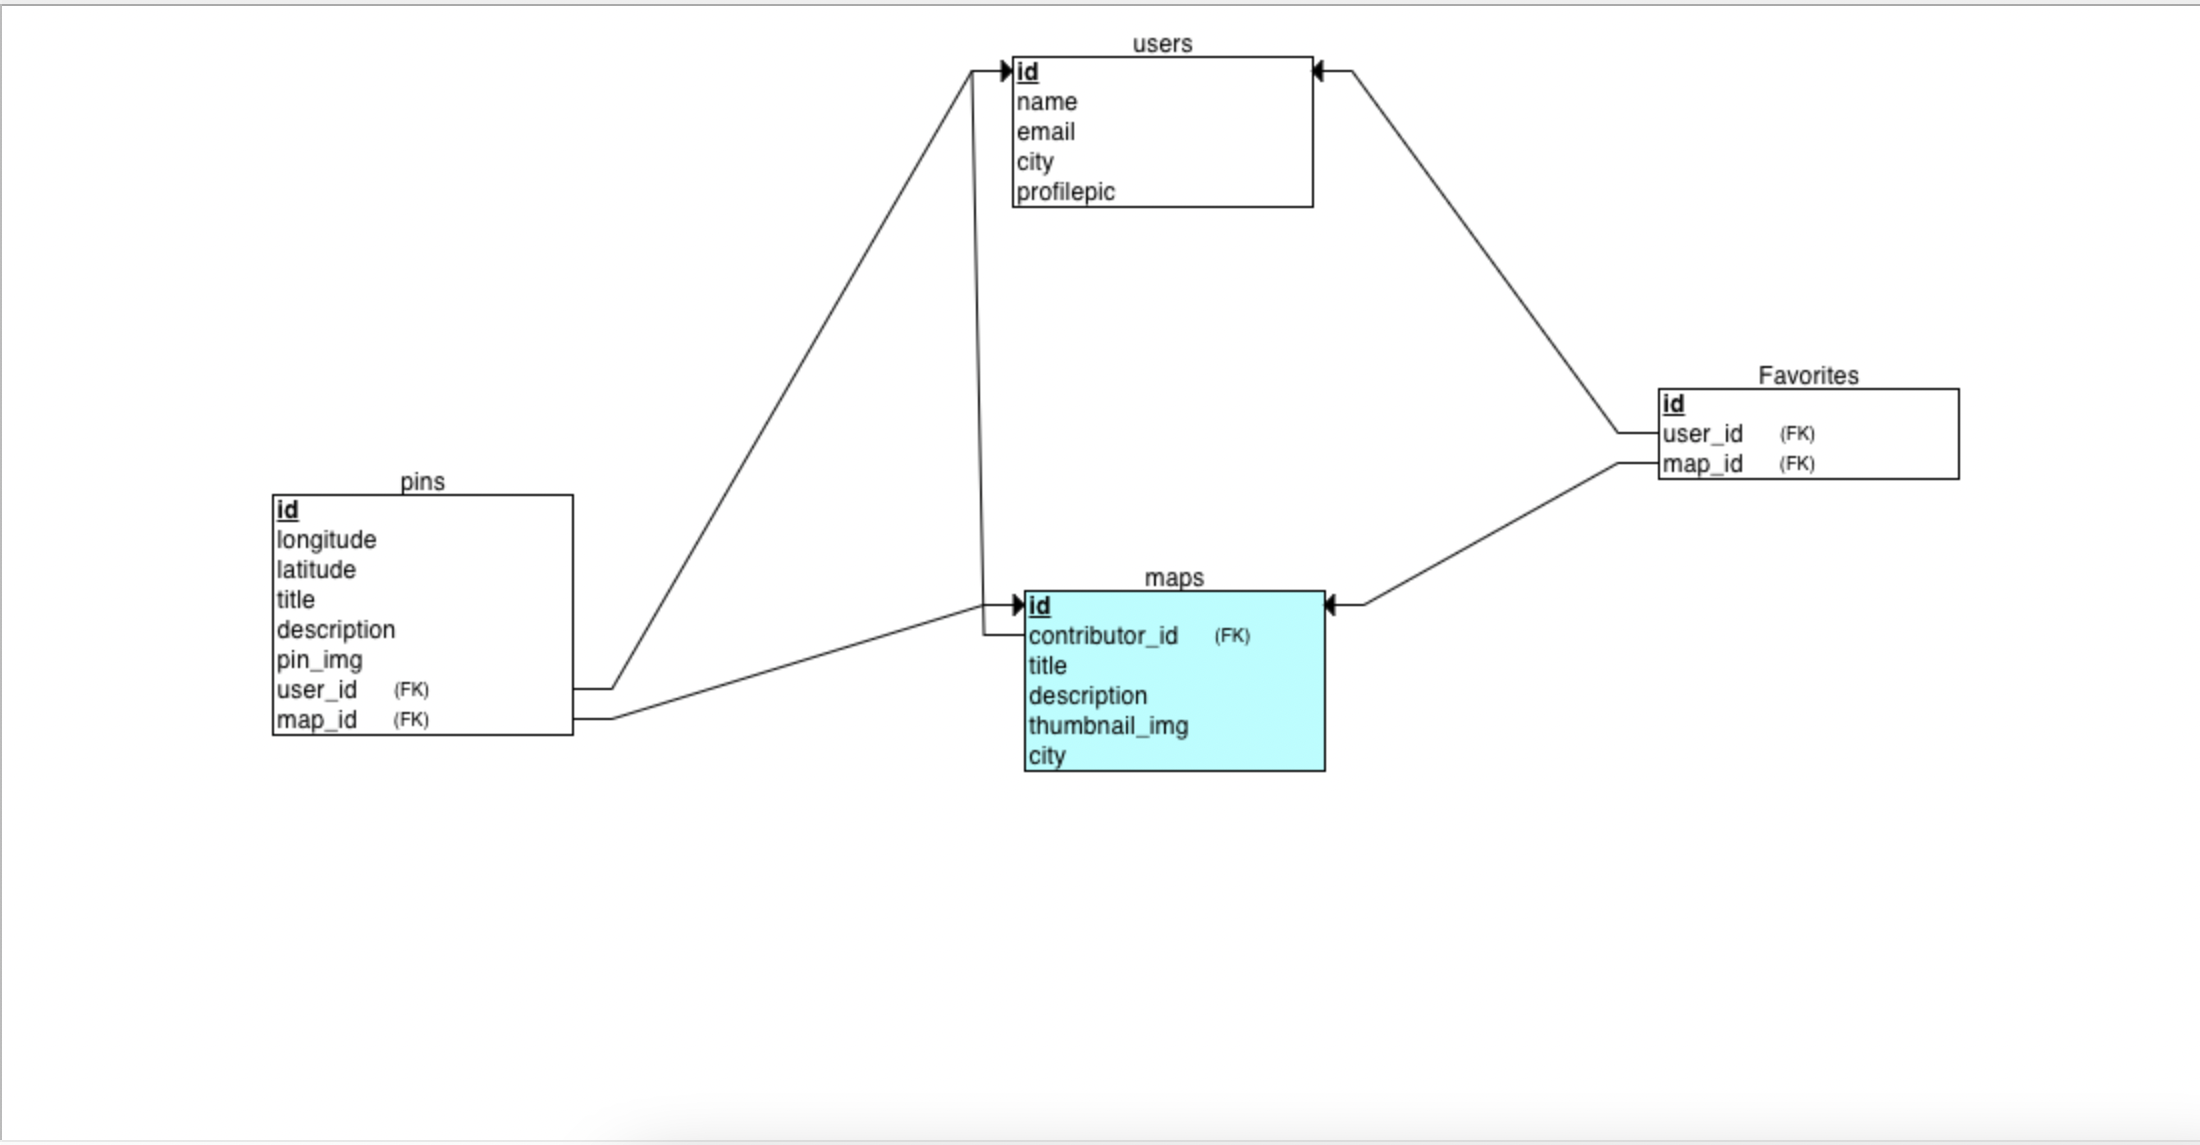 users
id
name
email
city
profilepic
Favorites
id
user_id (FK)
map_id (FK)
pins
id
longitude
latitude
title
description
pin_img
user_id (FK)
map_id (FK)
maps
id
contributor_id (FK)
title
description
thumbnail_img
city